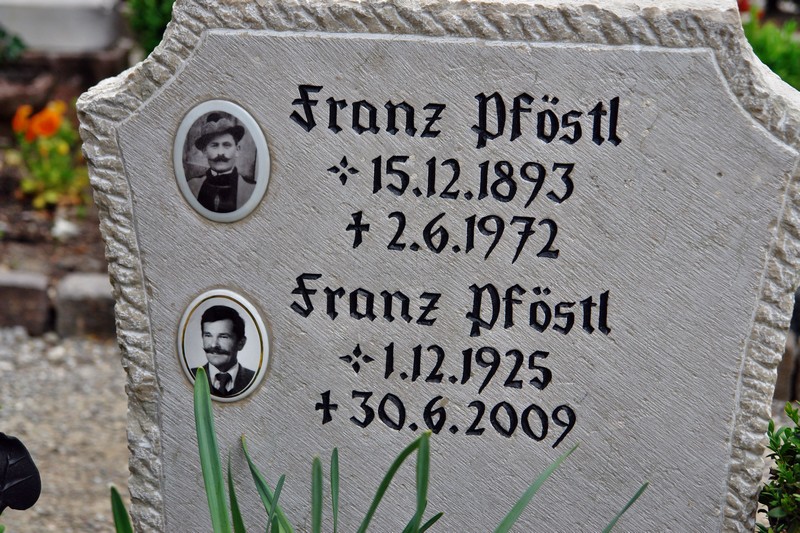 Franz Pföstl
✧ 15.12.1893
✝ 2.6.1972
Franz Pföstl
✧ 1.12.1925
✝ 30.6.2009